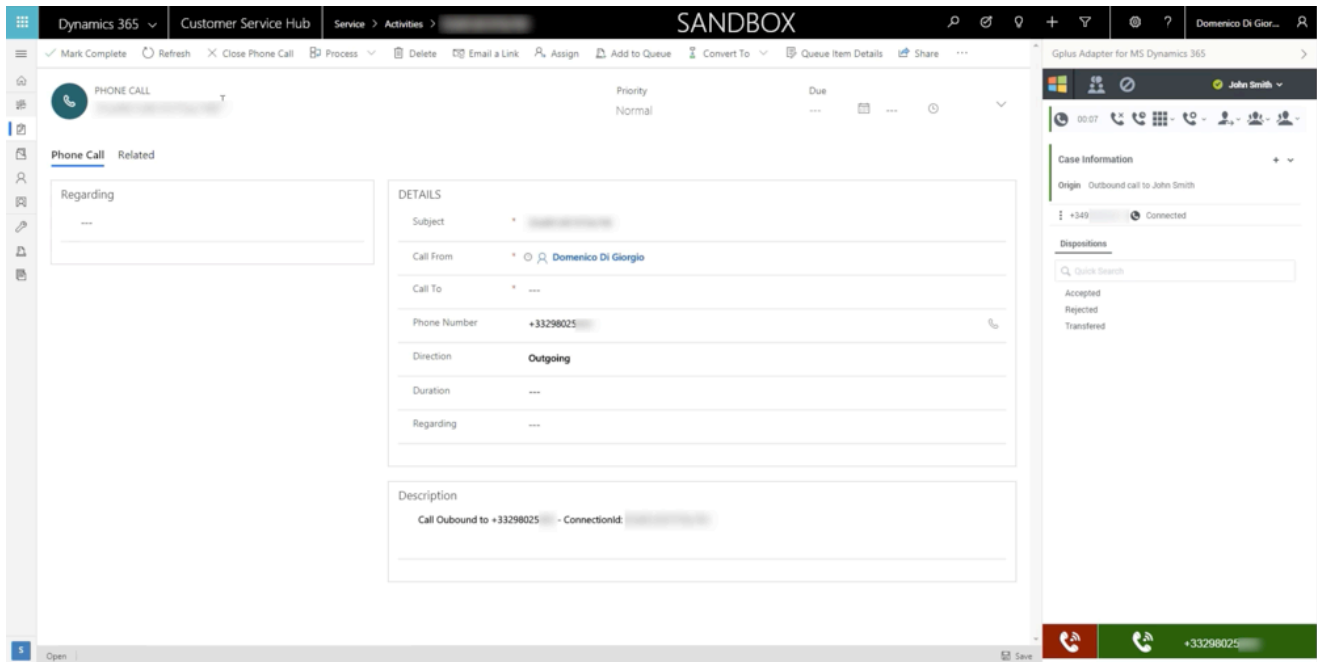 Dynamics 365
Customer Service Hub
Service > Activities >
SANDBOX
Domenico Di Gior...
Mark Complete
Refresh
Close Phone Call
Process
Delete
Email a Link
Assign
Add to Queue
Convert To
Queue Item Details
Share
Gplus Adapter for MS Dynamics 365
PHONE CALL
Priority
Normal
Due
---
---
John Smith
00:07
Phone Call
Related
Case Information
Origin Outbound call to John Smith
+349
Connected
Dispositions
Quick Search
Accepted
Rejected
Transfered
Regarding
---
DETAILS
Subject *
Call From * Domenico Di Giorgio
Call To * ---
Phone Number +33298025
Direction Outgoing
Duration ---
Regarding ---
Description
Call Oubound to +33298025 - ConnectionId:
+33298025
S
Open
Save